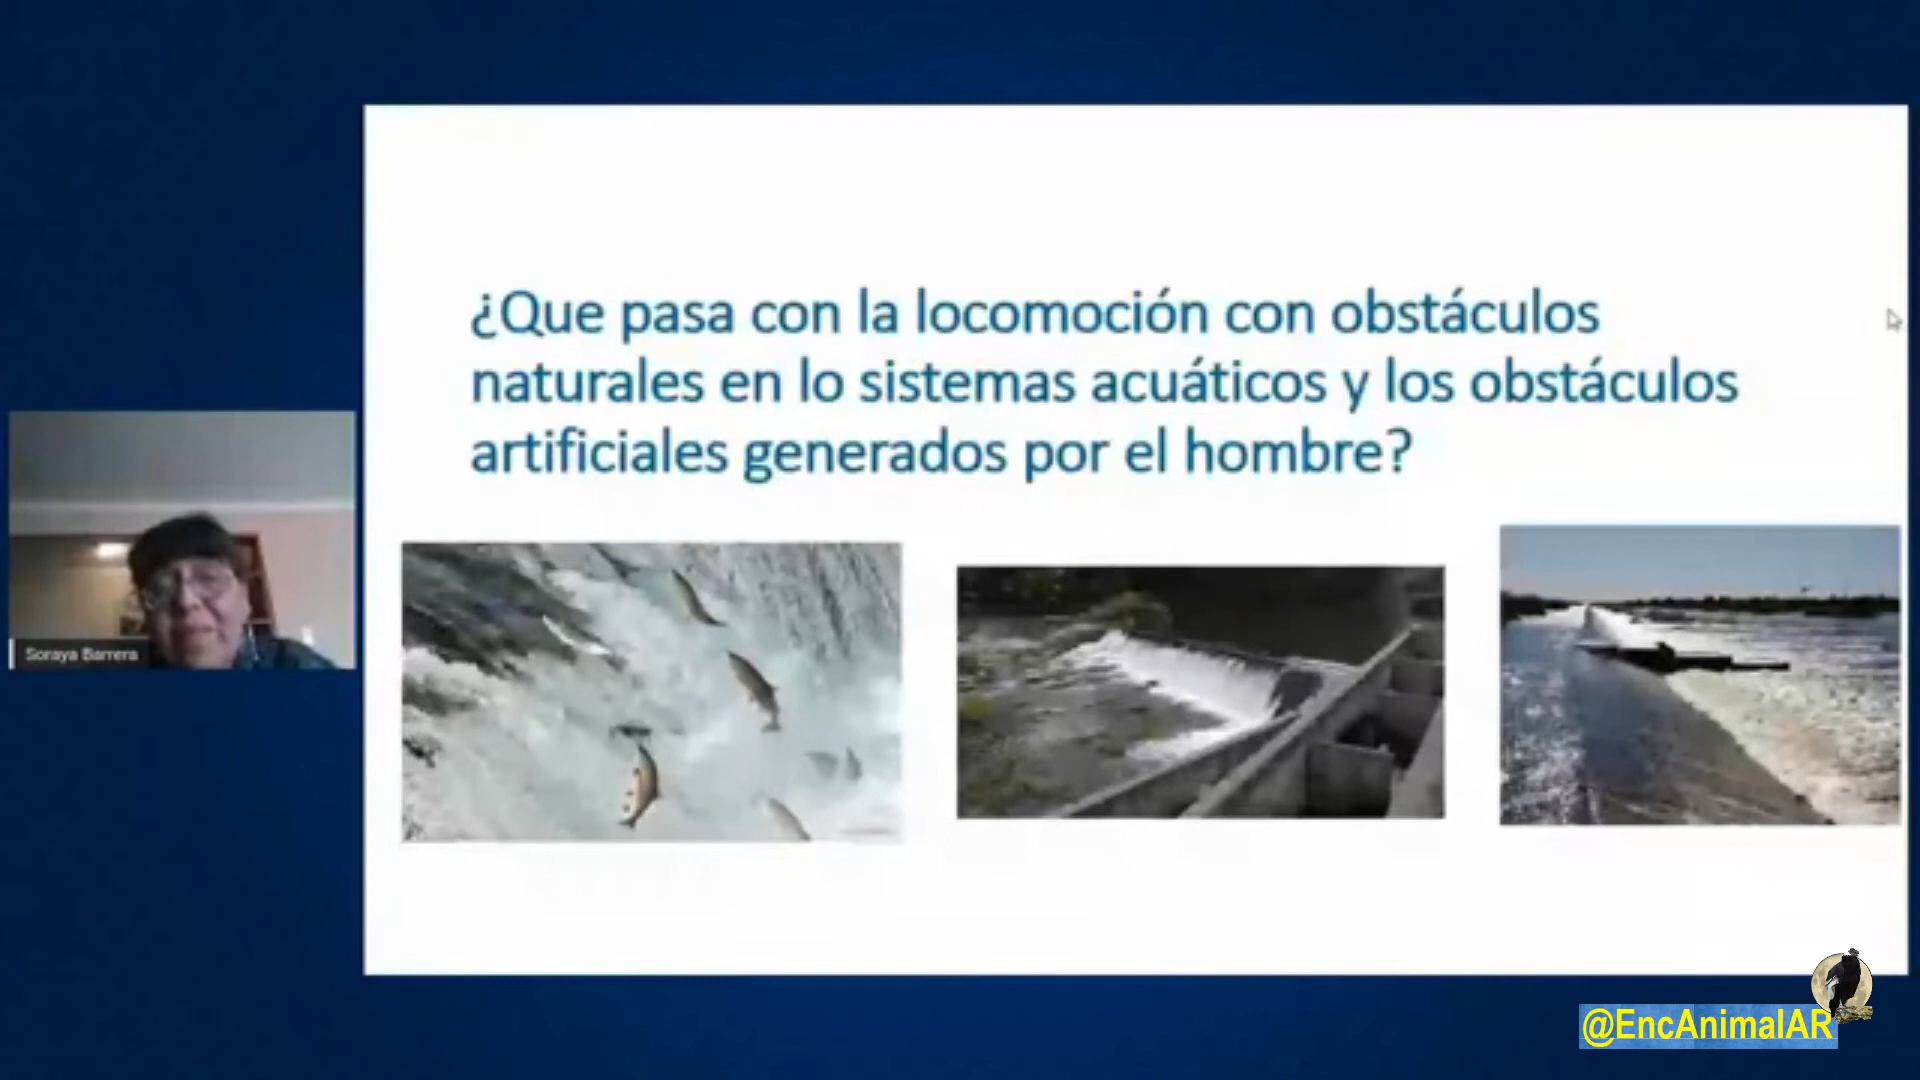 ¿Que pasa con la locomoción con obstáculos
naturales en lo sistemas acuáticos y los obstáculos
artificiales generados por el hombre?
Soraya Barrera
@EncAnimalAR